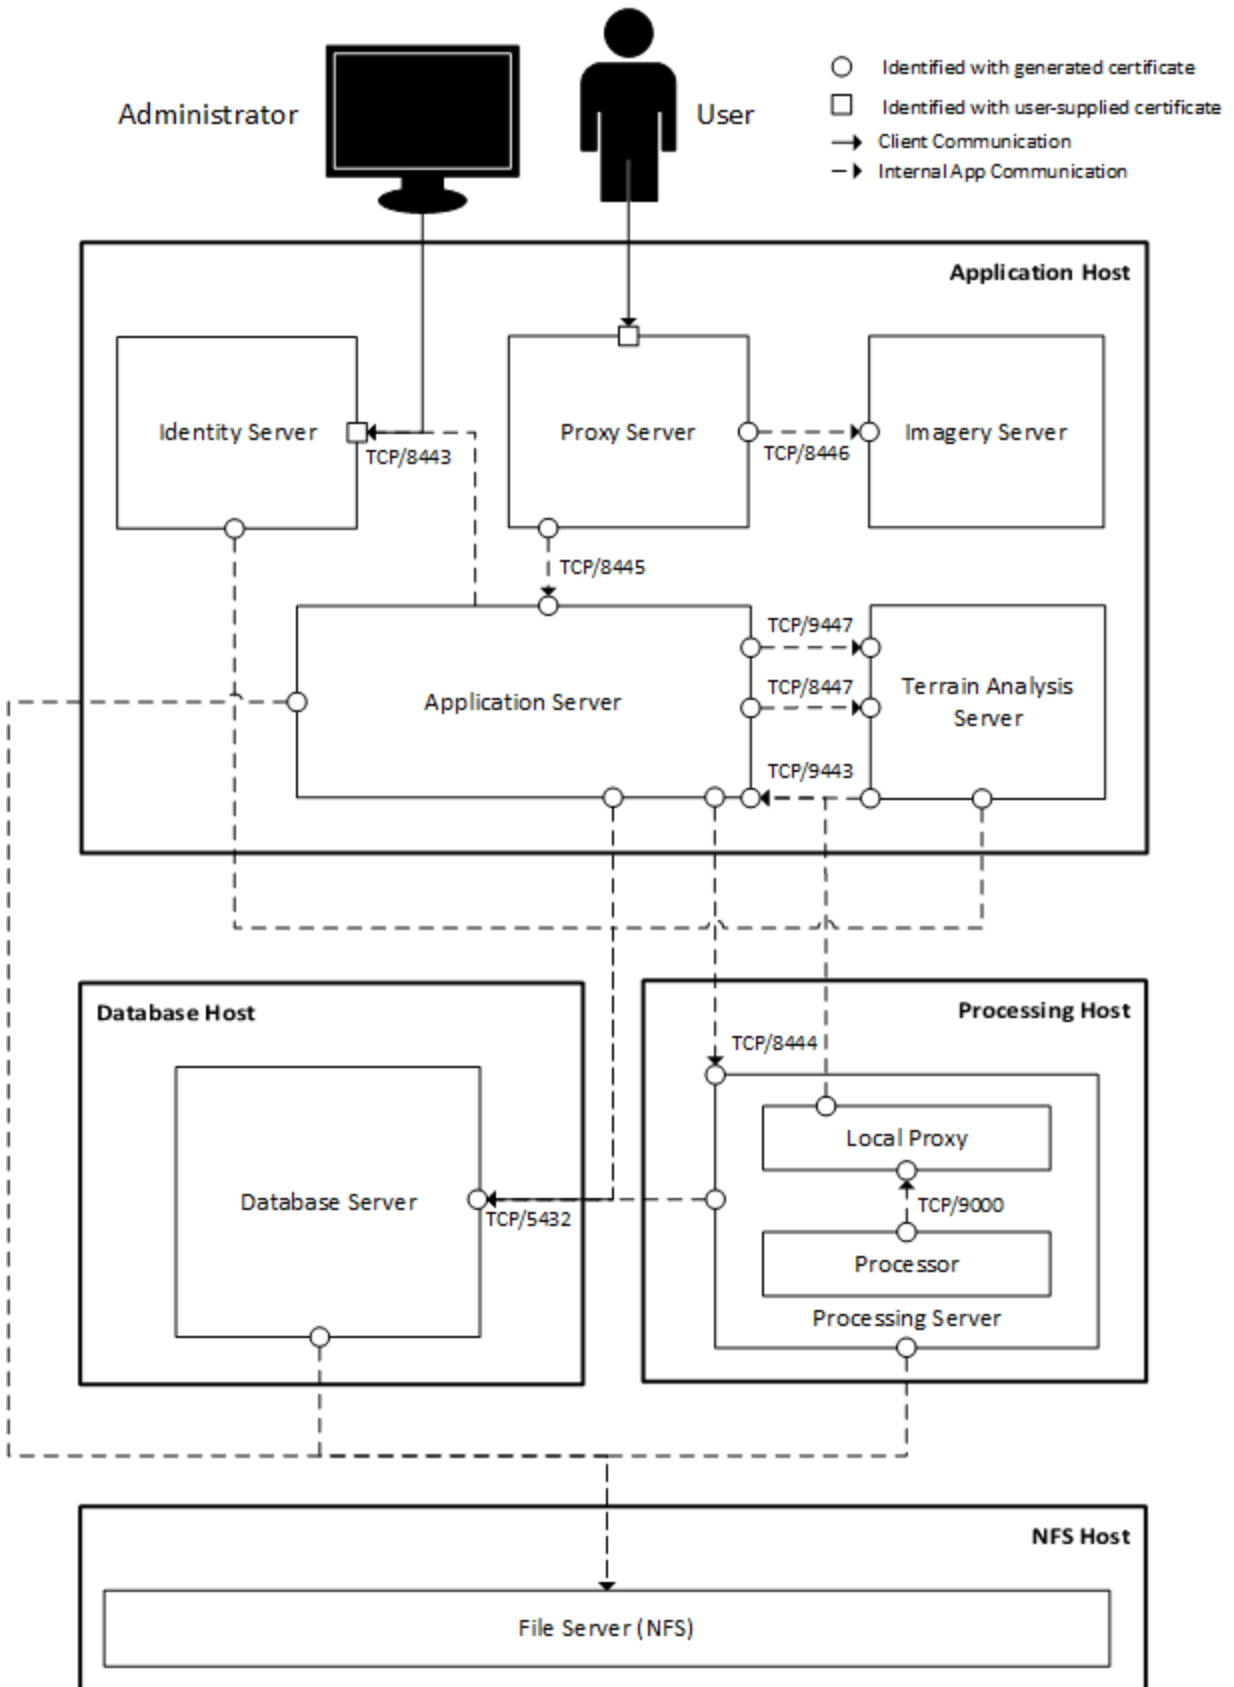 Administrator
User
Identified with generated certificate
Identified with user-supplied certificate
Client Communication
Internal App Communication
Application Host
Identity Server
TCP/8443
Proxy Server
TCP/8446
Imagery Server
TCP/8445
Application Server
TCP/9447
TCP/8447
TCP/9443
Terrain Analysis
Server
Database Host
Database Server
TCP/5432
Processing Host
TCP/8444
Local Proxy
TCP/9000
Processor
Processing Server
NFS Host
File Server (NFS)